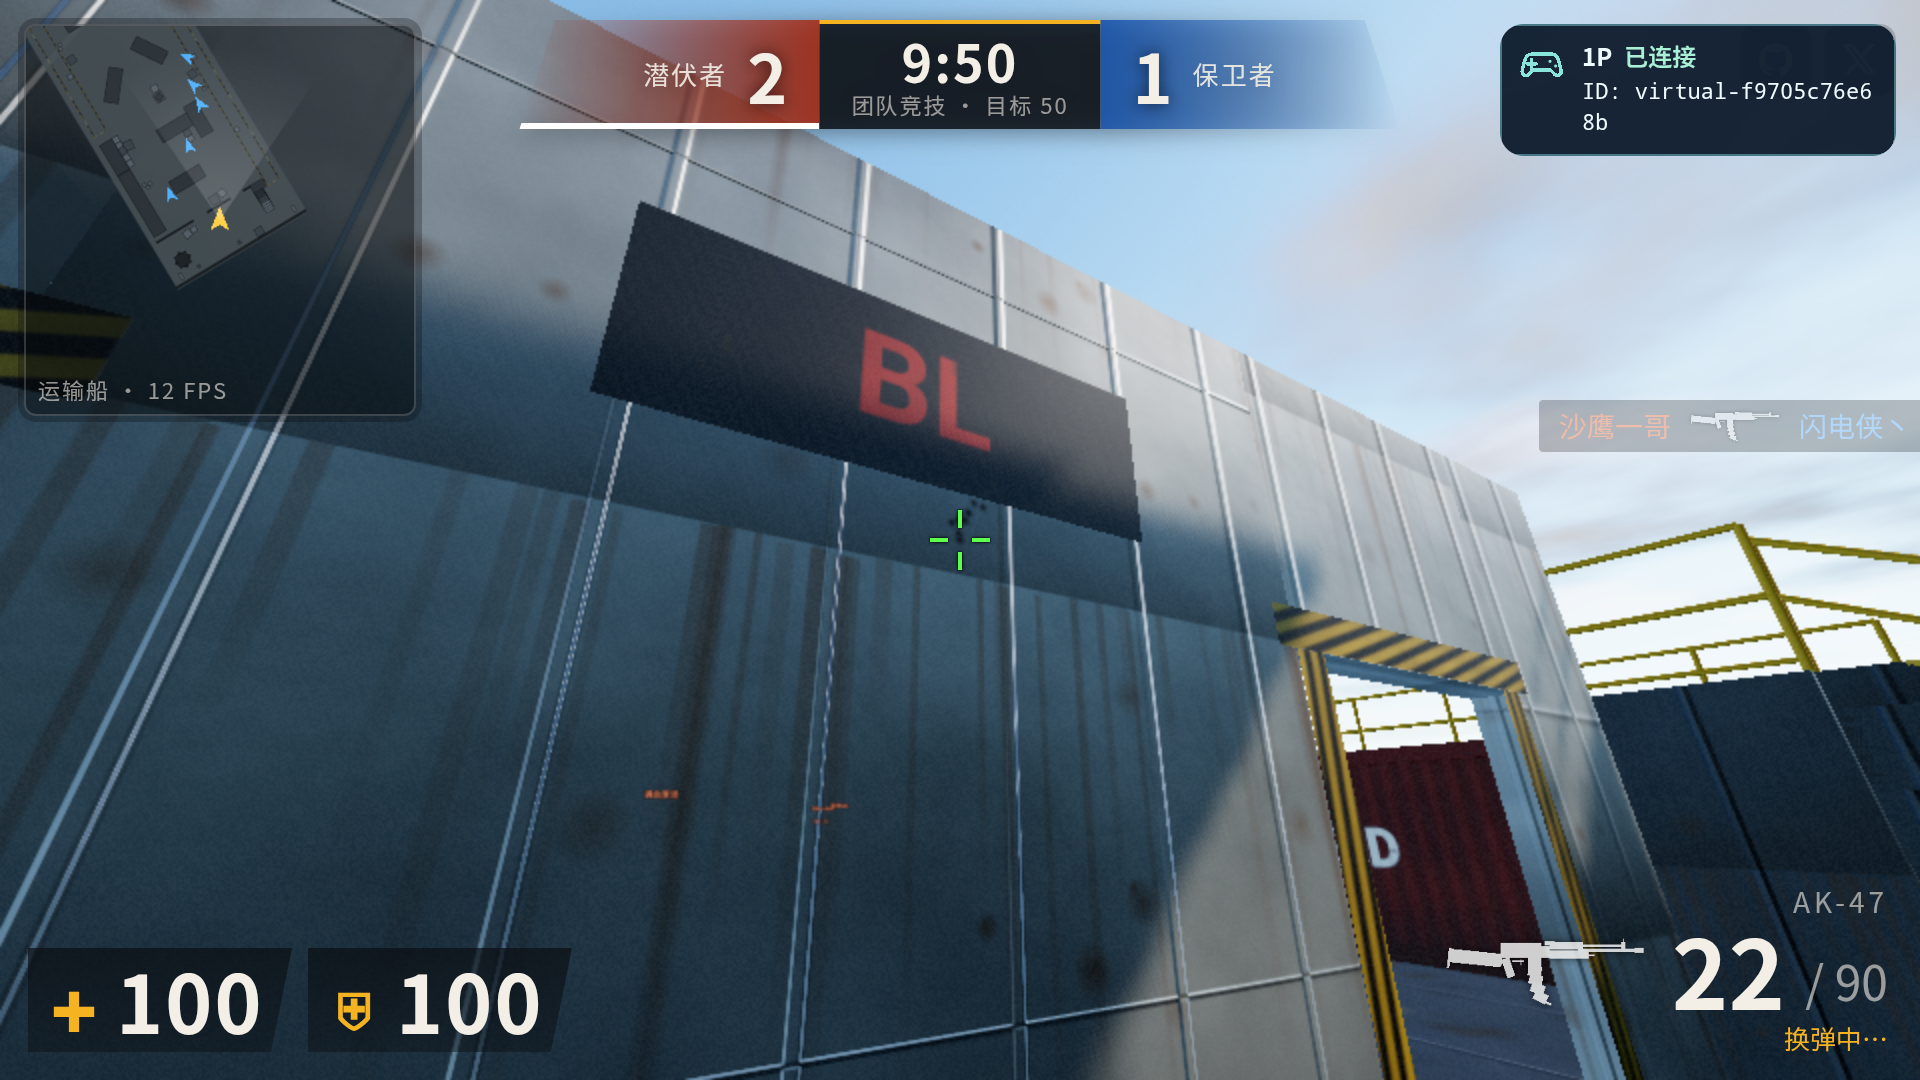 潜伏者 2
9:50
团队竞技 · 目标 50
1 保卫者
1P 已连接
ID: virtual-f9705c76e6
8b
运输船 · 12 FPS
沙鹰一哥
闪电侠丶
BL
D
AK-47
100
100
22 / 90
换弹中…